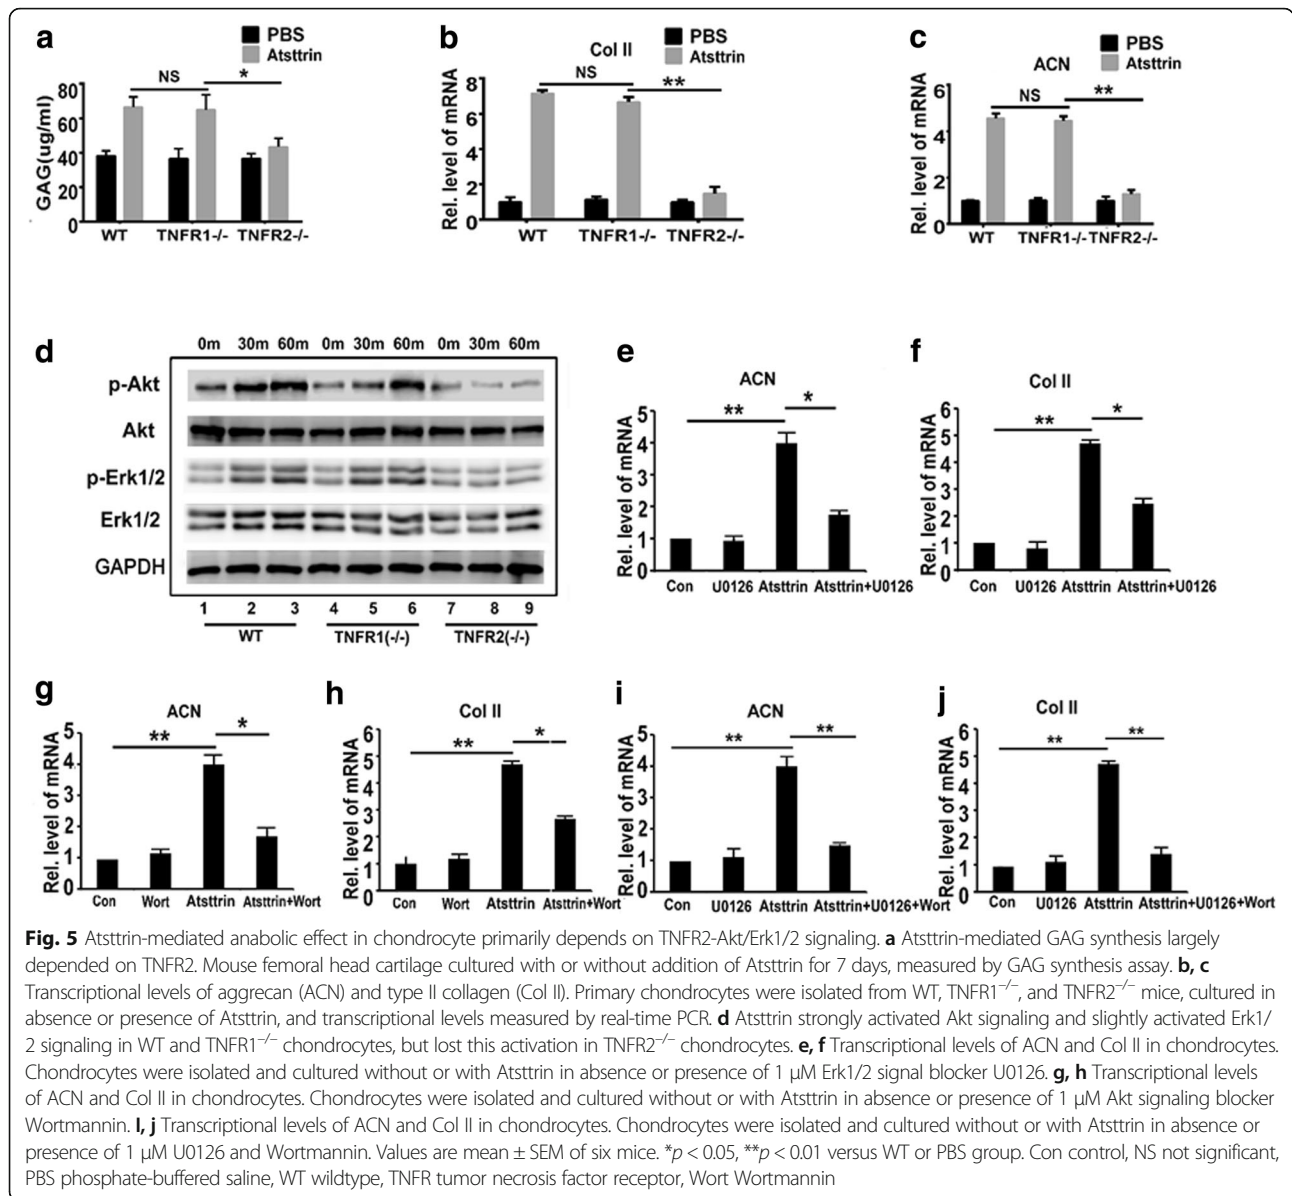 a
PBS
Atsttrin
NS
*
GAG(ug/ml)
80
60
40
20
0
WT TNFR1-/- TNFR2-/-
b
PBS
Atsttrin
Col II
NS
**
Rel. level of mRNA
8
6
4
2
0
WT TNFR1-/- TNFR2-/-
c
PBS
Atsttrin
ACN
NS
**
Rel. level of mRNA
6
4
2
0
WT TNFR1-/- TNFR2-/-
d
0m 30m 60m 0m 30m 60m 0m 30m 60m
p-Akt
Akt
p-Erk1/2
Erk1/2
GAPDH
1 2 3 4 5 6 7 8 9
WT TNFR1(-/-) TNFR2(-/-)
e
ACN
**
*
Rel. level of mRNA
5
4
3
2
1
0
Con U0126 Atsttrin Atsttrin+U0126
f
Col II
**
*
Rel. level of mRNA
6
5
4
3
2
1
0
Con U0126 Atsttrin Atsttrin+U0126
g
ACN
**
*
Rel. level of mRNA
5
4
3
2
1
0
Con Wort Atsttrin Atsttrin+Wort
h
Col II
**
*
Rel. level of mRNA
6
5
4
3
2
1
0
Con Wort Atsttrin Atsttrin+Wort
i
ACN
**
**
Rel. level of mRNA
5
4
3
2
1
0
Con U0126 Atsttrin Atsttrin+U0126+Wort
j
Col II
**
**
Rel. level of mRNA
6
5
4
3
2
1
0
Con U0126 Atsttrin Atsttrin+U0126+Wort
Fig. 5 Atsttrin-mediated anabolic effect in chondrocyte primarily depends on TNFR2-Akt/Erk1/2 signaling. a Atsttrin-mediated GAG synthesis largely
depended on TNFR2. Mouse femoral head cartilage cultured with or without addition of Atsttrin for 7 days, measured by GAG synthesis assay. b, c
Transcriptional levels of aggrecan (ACN) and type II collagen (Col II). Primary chondrocytes were isolated from WT, TNFR1−/−, and TNFR2−/− mice, cultured in
absence or presence of Atsttrin, and transcriptional levels measured by real-time PCR. d Atsttrin strongly activated Akt signaling and slightly activated Erk1/
2 signaling in WT and TNFR1−/− chondrocytes, but lost this activation in TNFR2−/− chondrocytes. e, f Transcriptional levels of ACN and Col II in chondrocytes.
Chondrocytes were isolated and cultured without or with Atsttrin in absence or presence of 1 μM Erk1/2 signal blocker U0126. g, h Transcriptional levels
of ACN and Col II in chondrocytes. Chondrocytes were isolated and cultured without or with Atsttrin in absence or presence of 1 μM Akt signaling blocker
Wortmannin. I, j Transcriptional levels of ACN and Col II in chondrocytes. Chondrocytes were isolated and cultured without or with Atsttrin in absence or
presence of 1 μM U0126 and Wortmannin. Values are mean ± SEM of six mice. *p < 0.05, **p < 0.01 versus WT or PBS group. Con control, NS not significant,
PBS phosphate-buffered saline, WT wildtype, TNFR tumor necrosis factor receptor, Wort Wortmannin